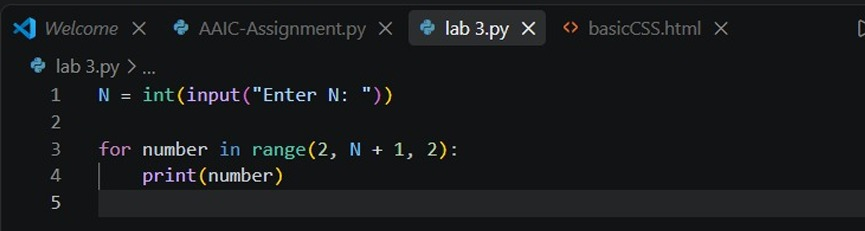 Welcome AAIC-Assignment.py lab 3.py <> basicCSS.html
lab 3.py > ...
1 N = int(input("Enter N: "))
2
3 for number in range(2, N + 1, 2):
4     print(number)
5